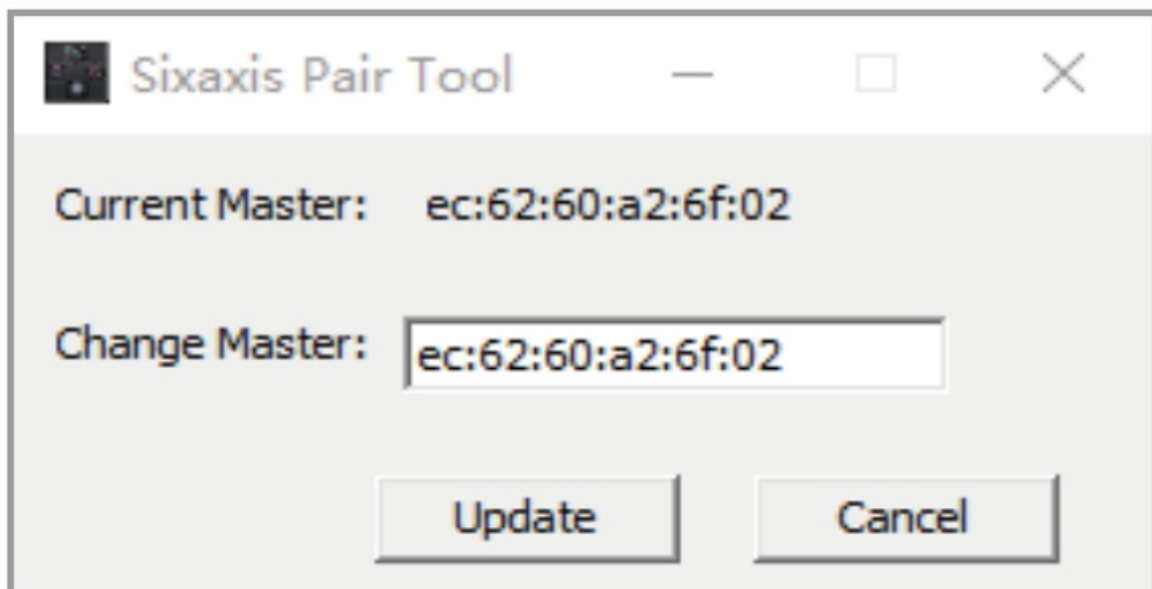 Sixaxis Pair Tool
Current Master: ec:62:60:a2:6f:02
Change Master: ec:62:60:a2:6f:02
Update Cancel